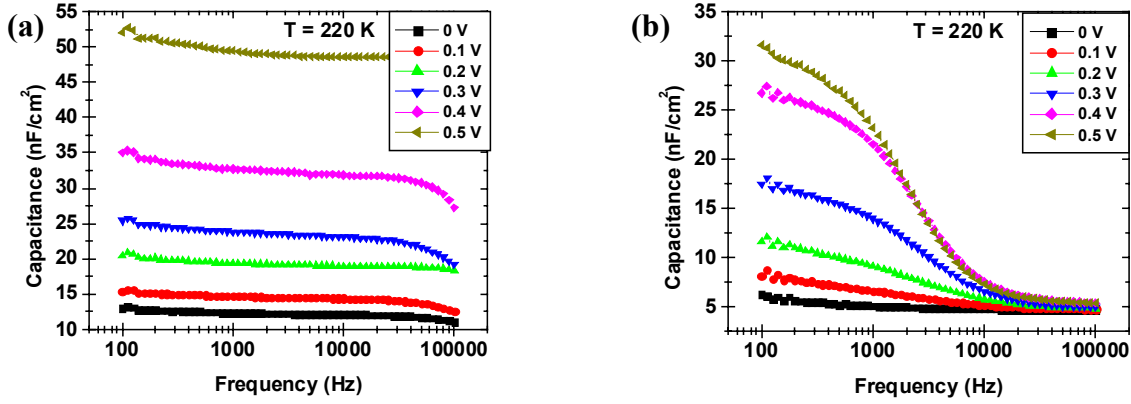 (a)
T = 220 K
0 V
0.1 V
0.2 V
0.3 V
0.4 V
0.5 V
Capacitance (nF/cm²)
55
50
45
40
35
30
25
20
15
10
100 1000 10000 100000
Frequency (Hz)
(b)
T = 220 K
0 V
0.1 V
0.2 V
0.3 V
0.4 V
0.5 V
Capacitance (nF/cm²)
35
30
25
20
15
10
5
100 1000 10000 100000
Frequency (Hz)